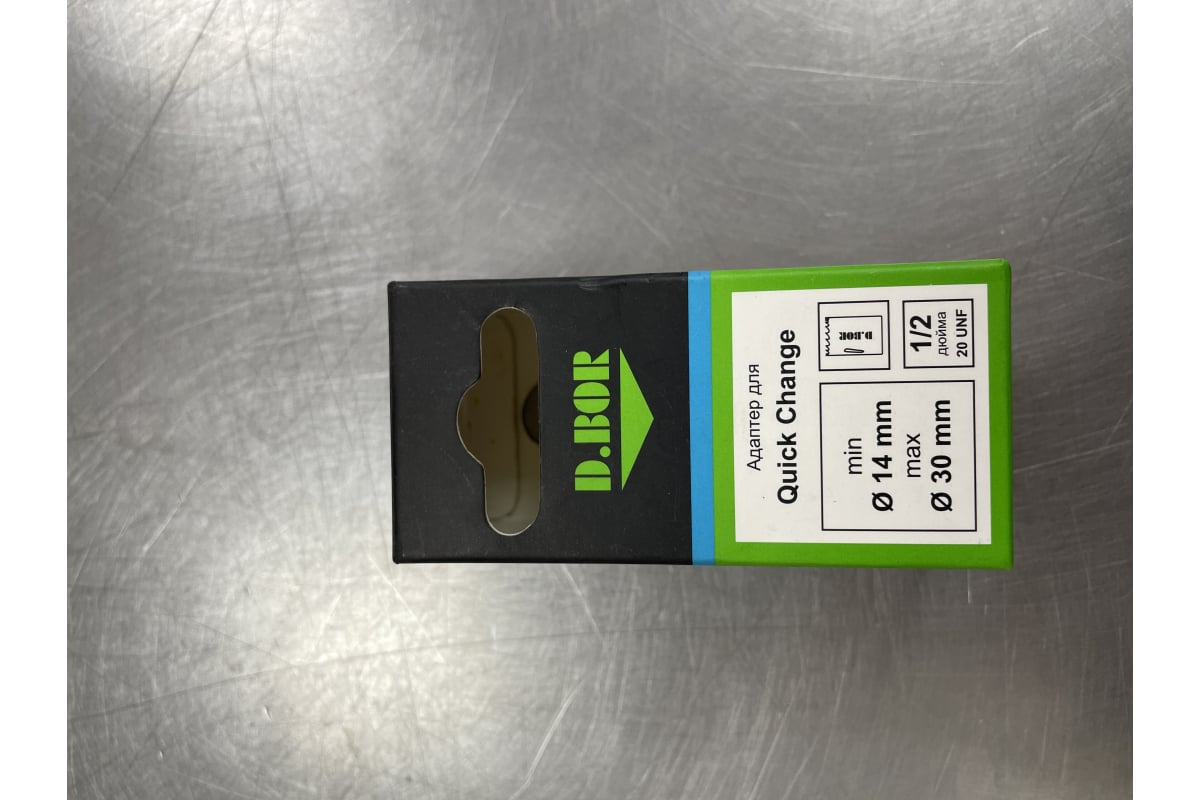 D.BOR
Адаптер для
Quick Change
min
Ø 14 mm
max
Ø 30 mm
D.BOR
1/2
дюйма
20 UNF